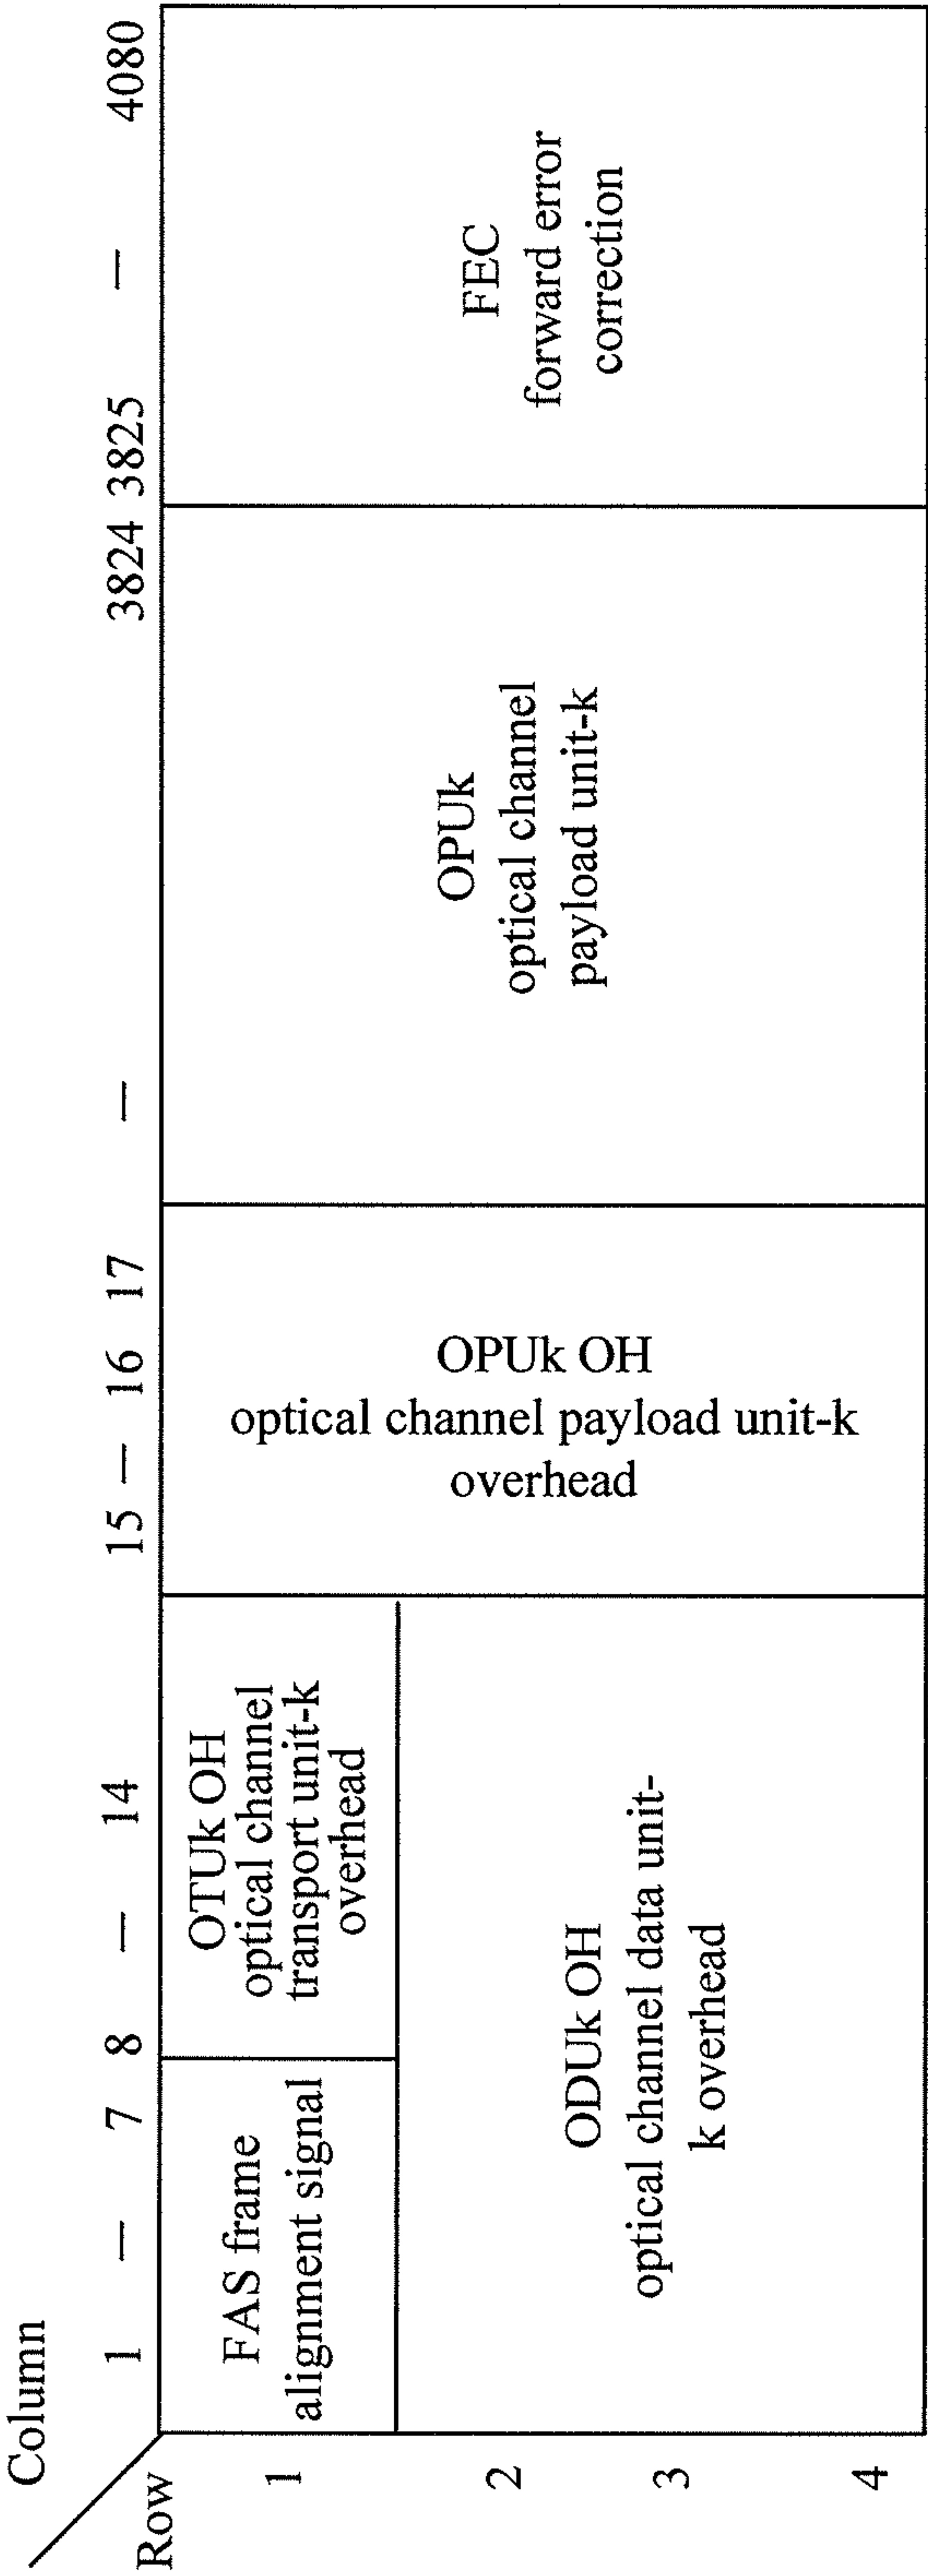 Column
1 — 7 8 — 14 15 — 16 17 — 3824 3825 — 4080
Row
1
2
3
4
FAS frame
alignment signal
OTUk OH
optical channel
transport unit-k
overhead
ODUk OH
optical channel data unit-
k overhead
OPUk OH
optical channel payload unit-k
overhead
OPUk
optical channel
payload unit-k
FEC
forward error
correction